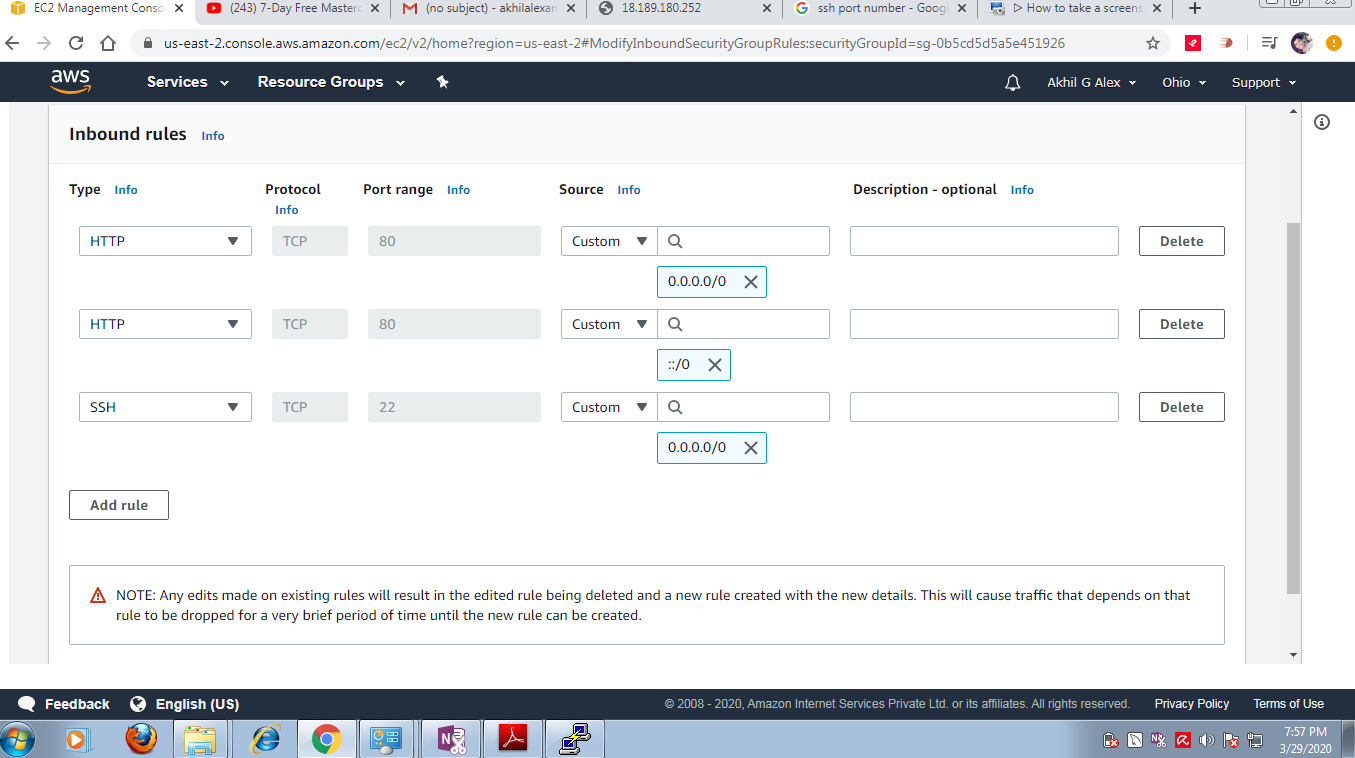 EC2 Management Conso
(243) 7-Day Free Masterc
(no subject) - akhilalexan
18.189.180.252
ssh port number - Googl
▷ How to take a screens
us-east-2.console.aws.amazon.com/ec2/v2/home?region=us-east-2#ModifyInboundSecurityGroupRules:securityGroupId=sg-0b5cd5d5a5e451926
aws Services Resource Groups Akhil G Alex Ohio Support
Inbound rules Info
Type Info Protocol Port range Info Source Info Description - optional Info
Info
HTTP TCP 80 Custom Delete
0.0.0.0/0
HTTP TCP 80 Custom Delete
::/0
SSH TCP 22 Custom Delete
0.0.0.0/0
Add rule
NOTE: Any edits made on existing rules will result in the edited rule being deleted and a new rule created with the new details. This will cause traffic that depends on that
rule to be dropped for a very brief period of time until the new rule can be created.
Feedback English (US) © 2008 - 2020, Amazon Internet Services Private Ltd. or its affiliates. All rights reserved. Privacy Policy Terms of Use
7:57 PM
3/29/2020